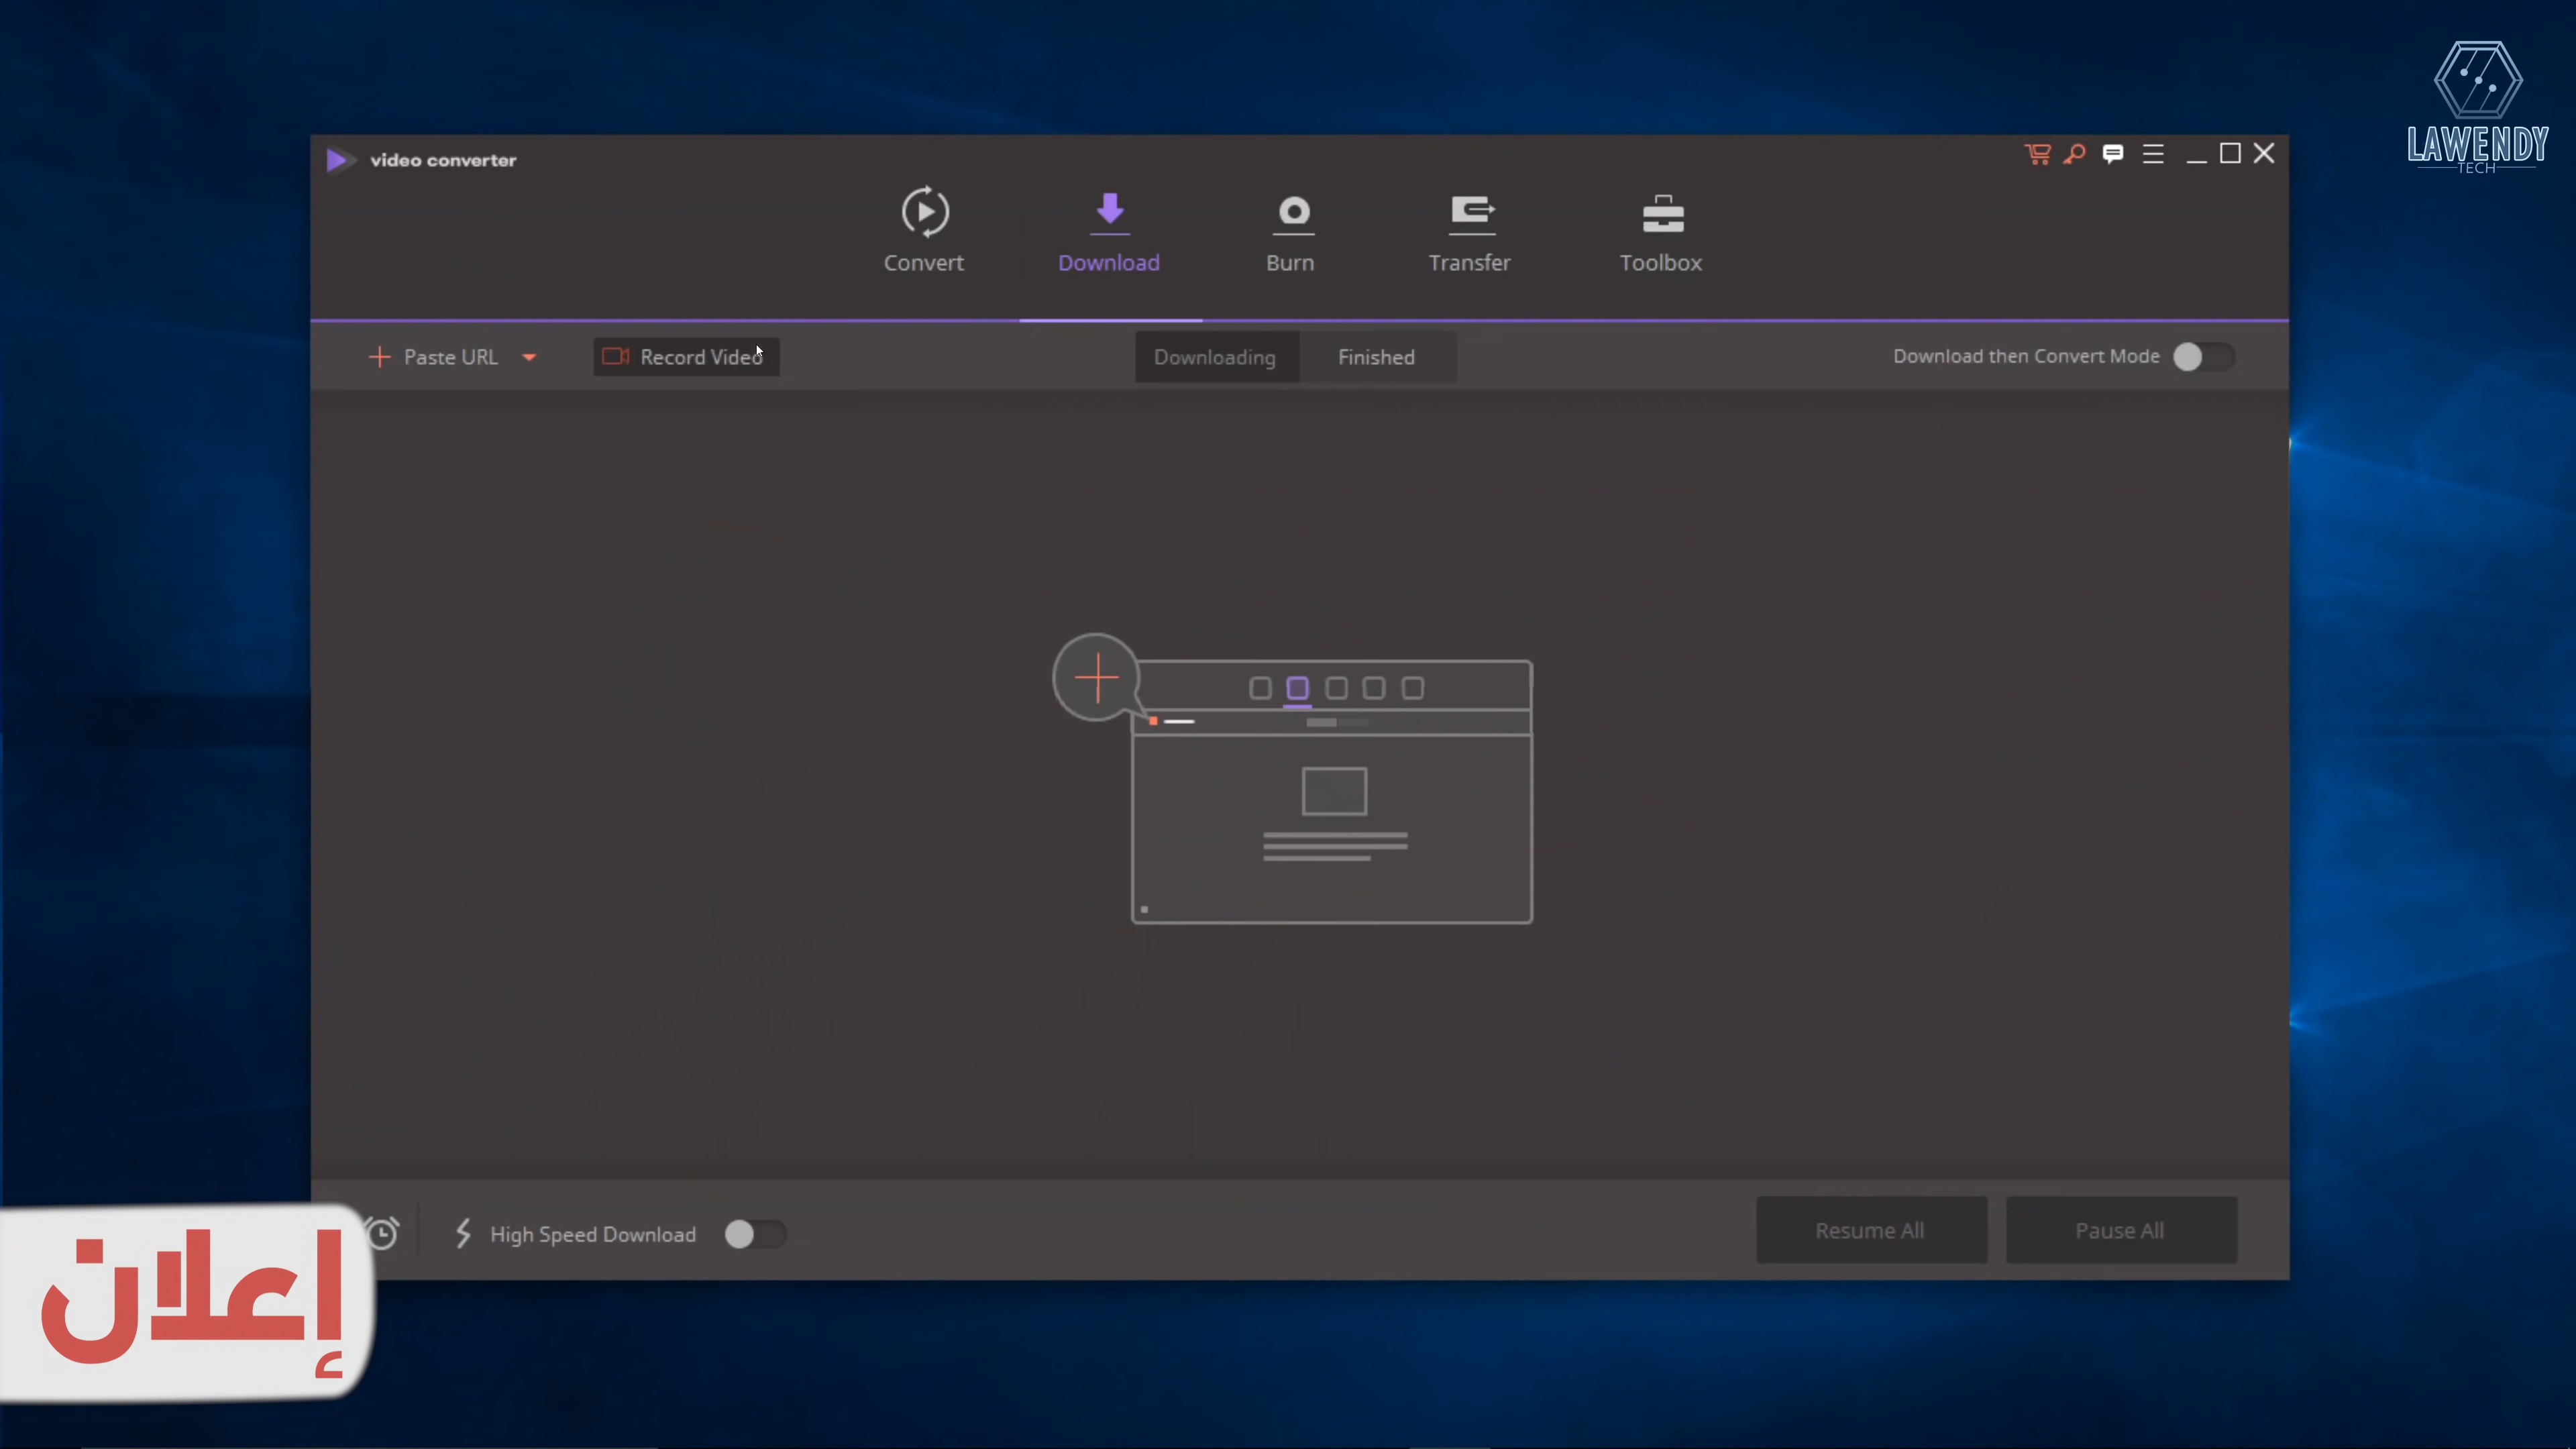 video converter
LAWENDY
TECH
Convert
Download
Burn
Transfer
Toolbox
Paste URL
Record Video
Downloading
Finished
Download then Convert Mode
High Speed Download
Resume All
Pause All
إعلان